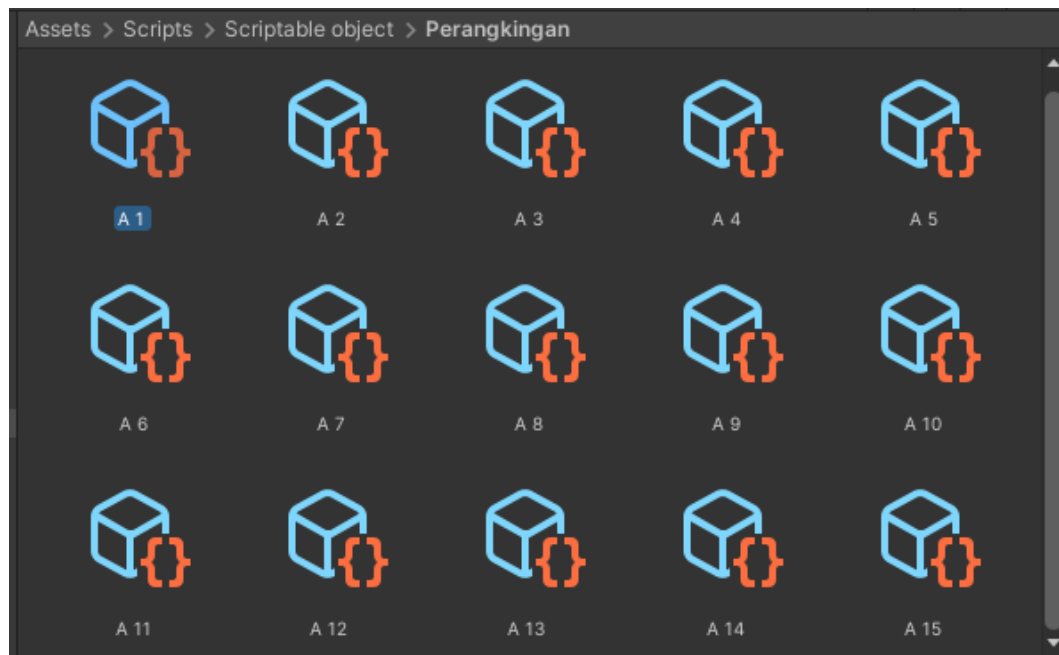 Assets > Scripts > Scriptable object > Perangkingan
A 1 A 2 A 3 A 4 A 5
A 6 A 7 A 8 A 9 A 10
A 11 A 12 A 13 A 14 A 15